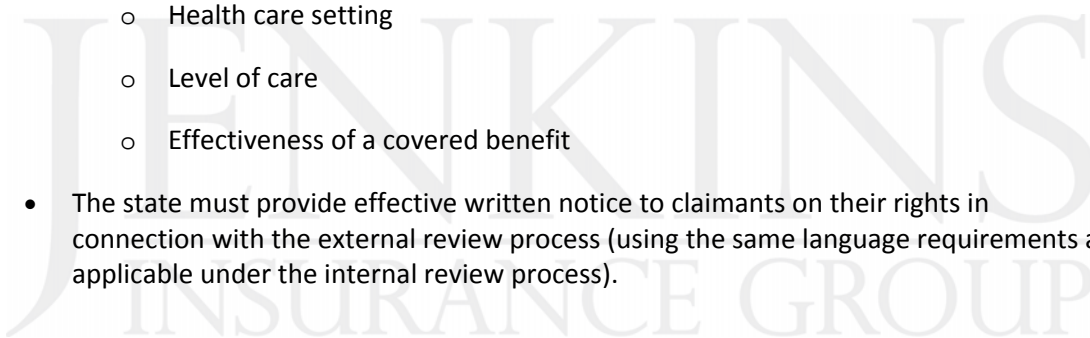 o Health care setting
o Level of care
o Effectiveness of a covered benefit
• The state must provide effective written notice to claimants on their rights in
connection with the external review process (using the same language requirements a
applicable under the internal review process).
JENKINS
INSURANCE GROUP